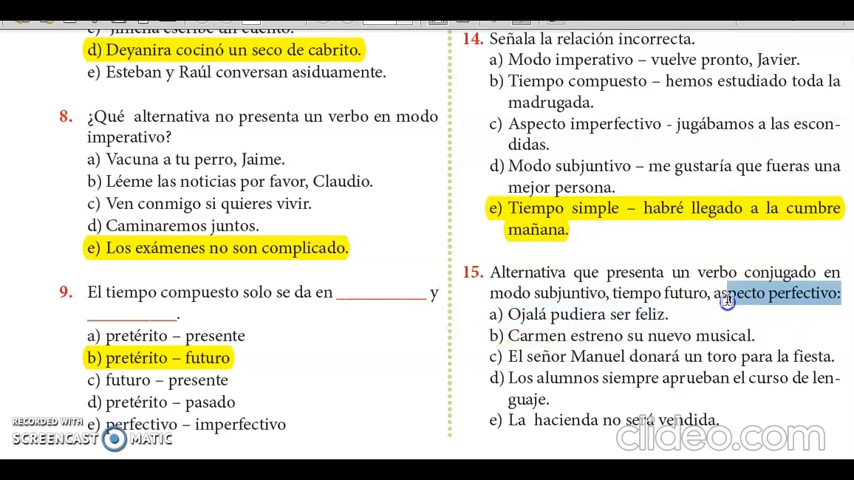 c) Jimena escribe un cuento.
d) Deyanira cocinó un seco de cabrito.
e) Esteban y Raúl conversan asiduamente.
8. ¿Qué alternativa no presenta un verbo en modo
imperativo?
a) Vacuna a tu perro, Jaime.
b) Léeme las noticias por favor, Claudio.
c) Ven conmigo si quieres vivir.
d) Caminaremos juntos.
e) Los exámenes no son complicado.
9. El tiempo compuesto solo se da en ___________ y
___________.
a) pretérito – presente
b) pretérito – futuro
c) futuro – presente
d) pretérito – pasado
e) perfectivo – imperfectivo
14. Señala la relación incorrecta.
a) Modo imperativo – vuelve pronto, Javier.
b) Tiempo compuesto – hemos estudiado toda la
madrugada.
c) Aspecto imperfectivo - jugábamos a las escon-
didas.
d) Modo subjuntivo – me gustaría que fueras una
mejor persona.
e) Tiempo simple – habré llegado a la cumbre
mañana.
15. Alternativa que presenta un verbo conjugado en
modo subjuntivo, tiempo futuro, aspecto perfectivo:
a) Ojalá pudiera ser feliz.
b) Carmen estreno su nuevo musical.
c) El señor Manuel donará un toro para la fiesta.
d) Los alumnos siempre aprueban el curso de len-
guaje.
e) La hacienda no será vendida.
RECORDED WITH
SCREENCAST MATIC
clideo.com